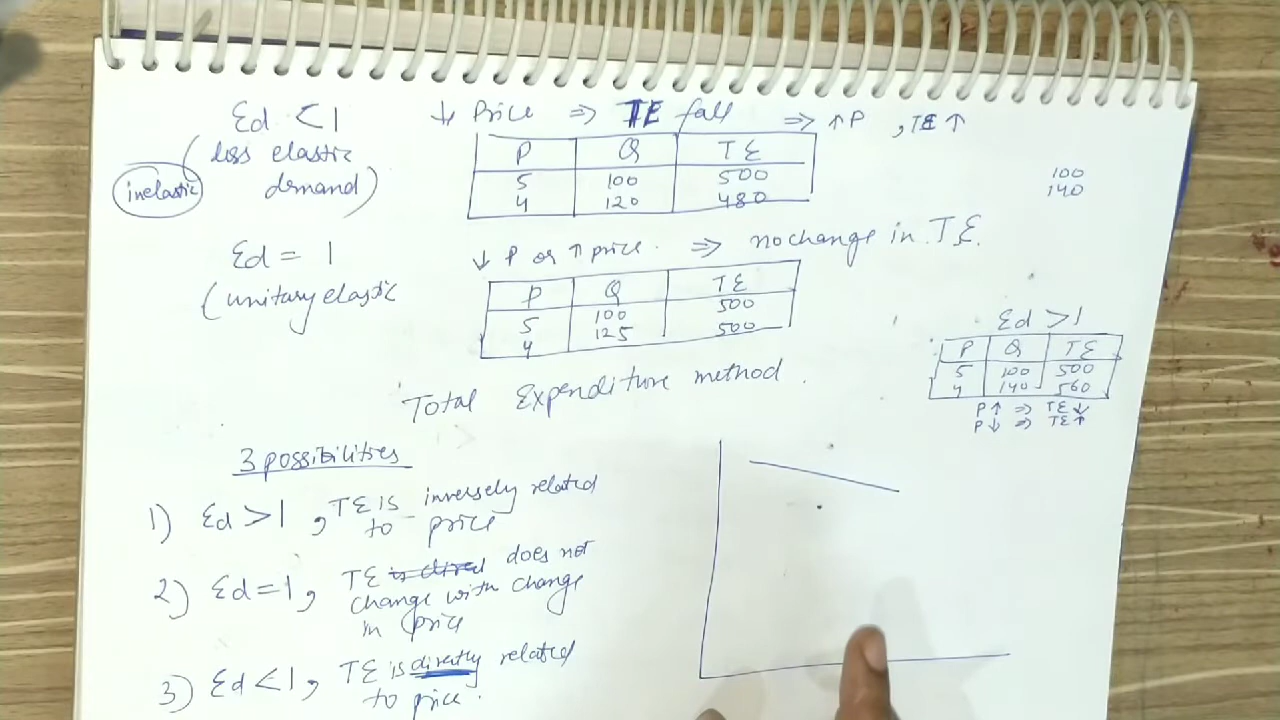 Ed < 1 ↓ Price ⇒ TE fall ⇒ ↑ P , TE ↑
( less elastic
inelastic demand)
P Q TE
5 100 500
4 120 480
100
140
Ed = 1 ↓ P or ↑ price. ⇒ no change in TE.
( unitary elastic
P Q TE
5 100 500
4 125 500
Ed > 1
P Q TE
5 100 500
4 140 560
P ↑ ⇒ TE ↓
P ↓ ⇒ TE ↑
Total Expenditure method.
3 possibilities
1) Ed > 1 , TE is inversely related
to price
2) Ed = 1 , TE does not
change with change
in price
3) Ed < 1 , TE is directly related
to price.